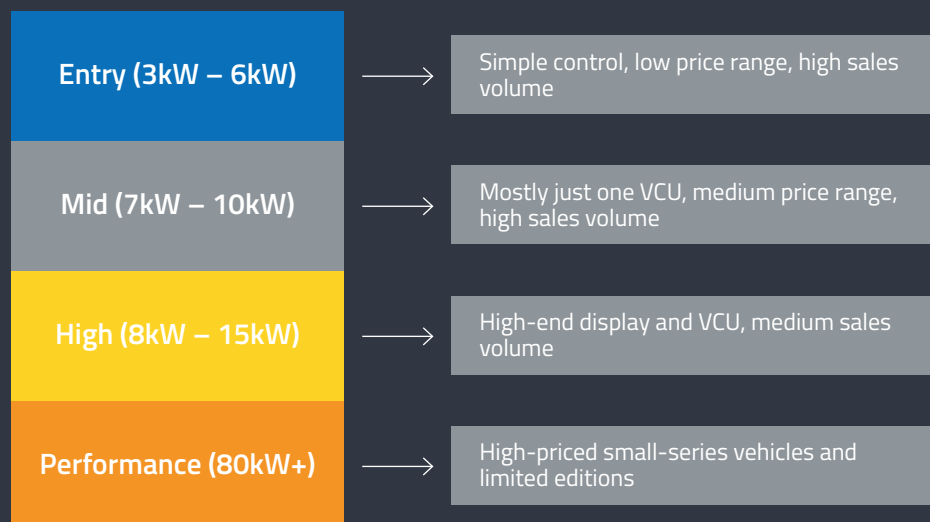 Entry (3kW – 6kW)
Simple control, low price range, high sales
volume
Mid (7kW – 10kW)
Mostly just one VCU, medium price range,
high sales volume
High (8kW – 15kW)
High-end display and VCU, medium sales
volume
Performance (80kW+)
High-priced small-series vehicles and
limited editions